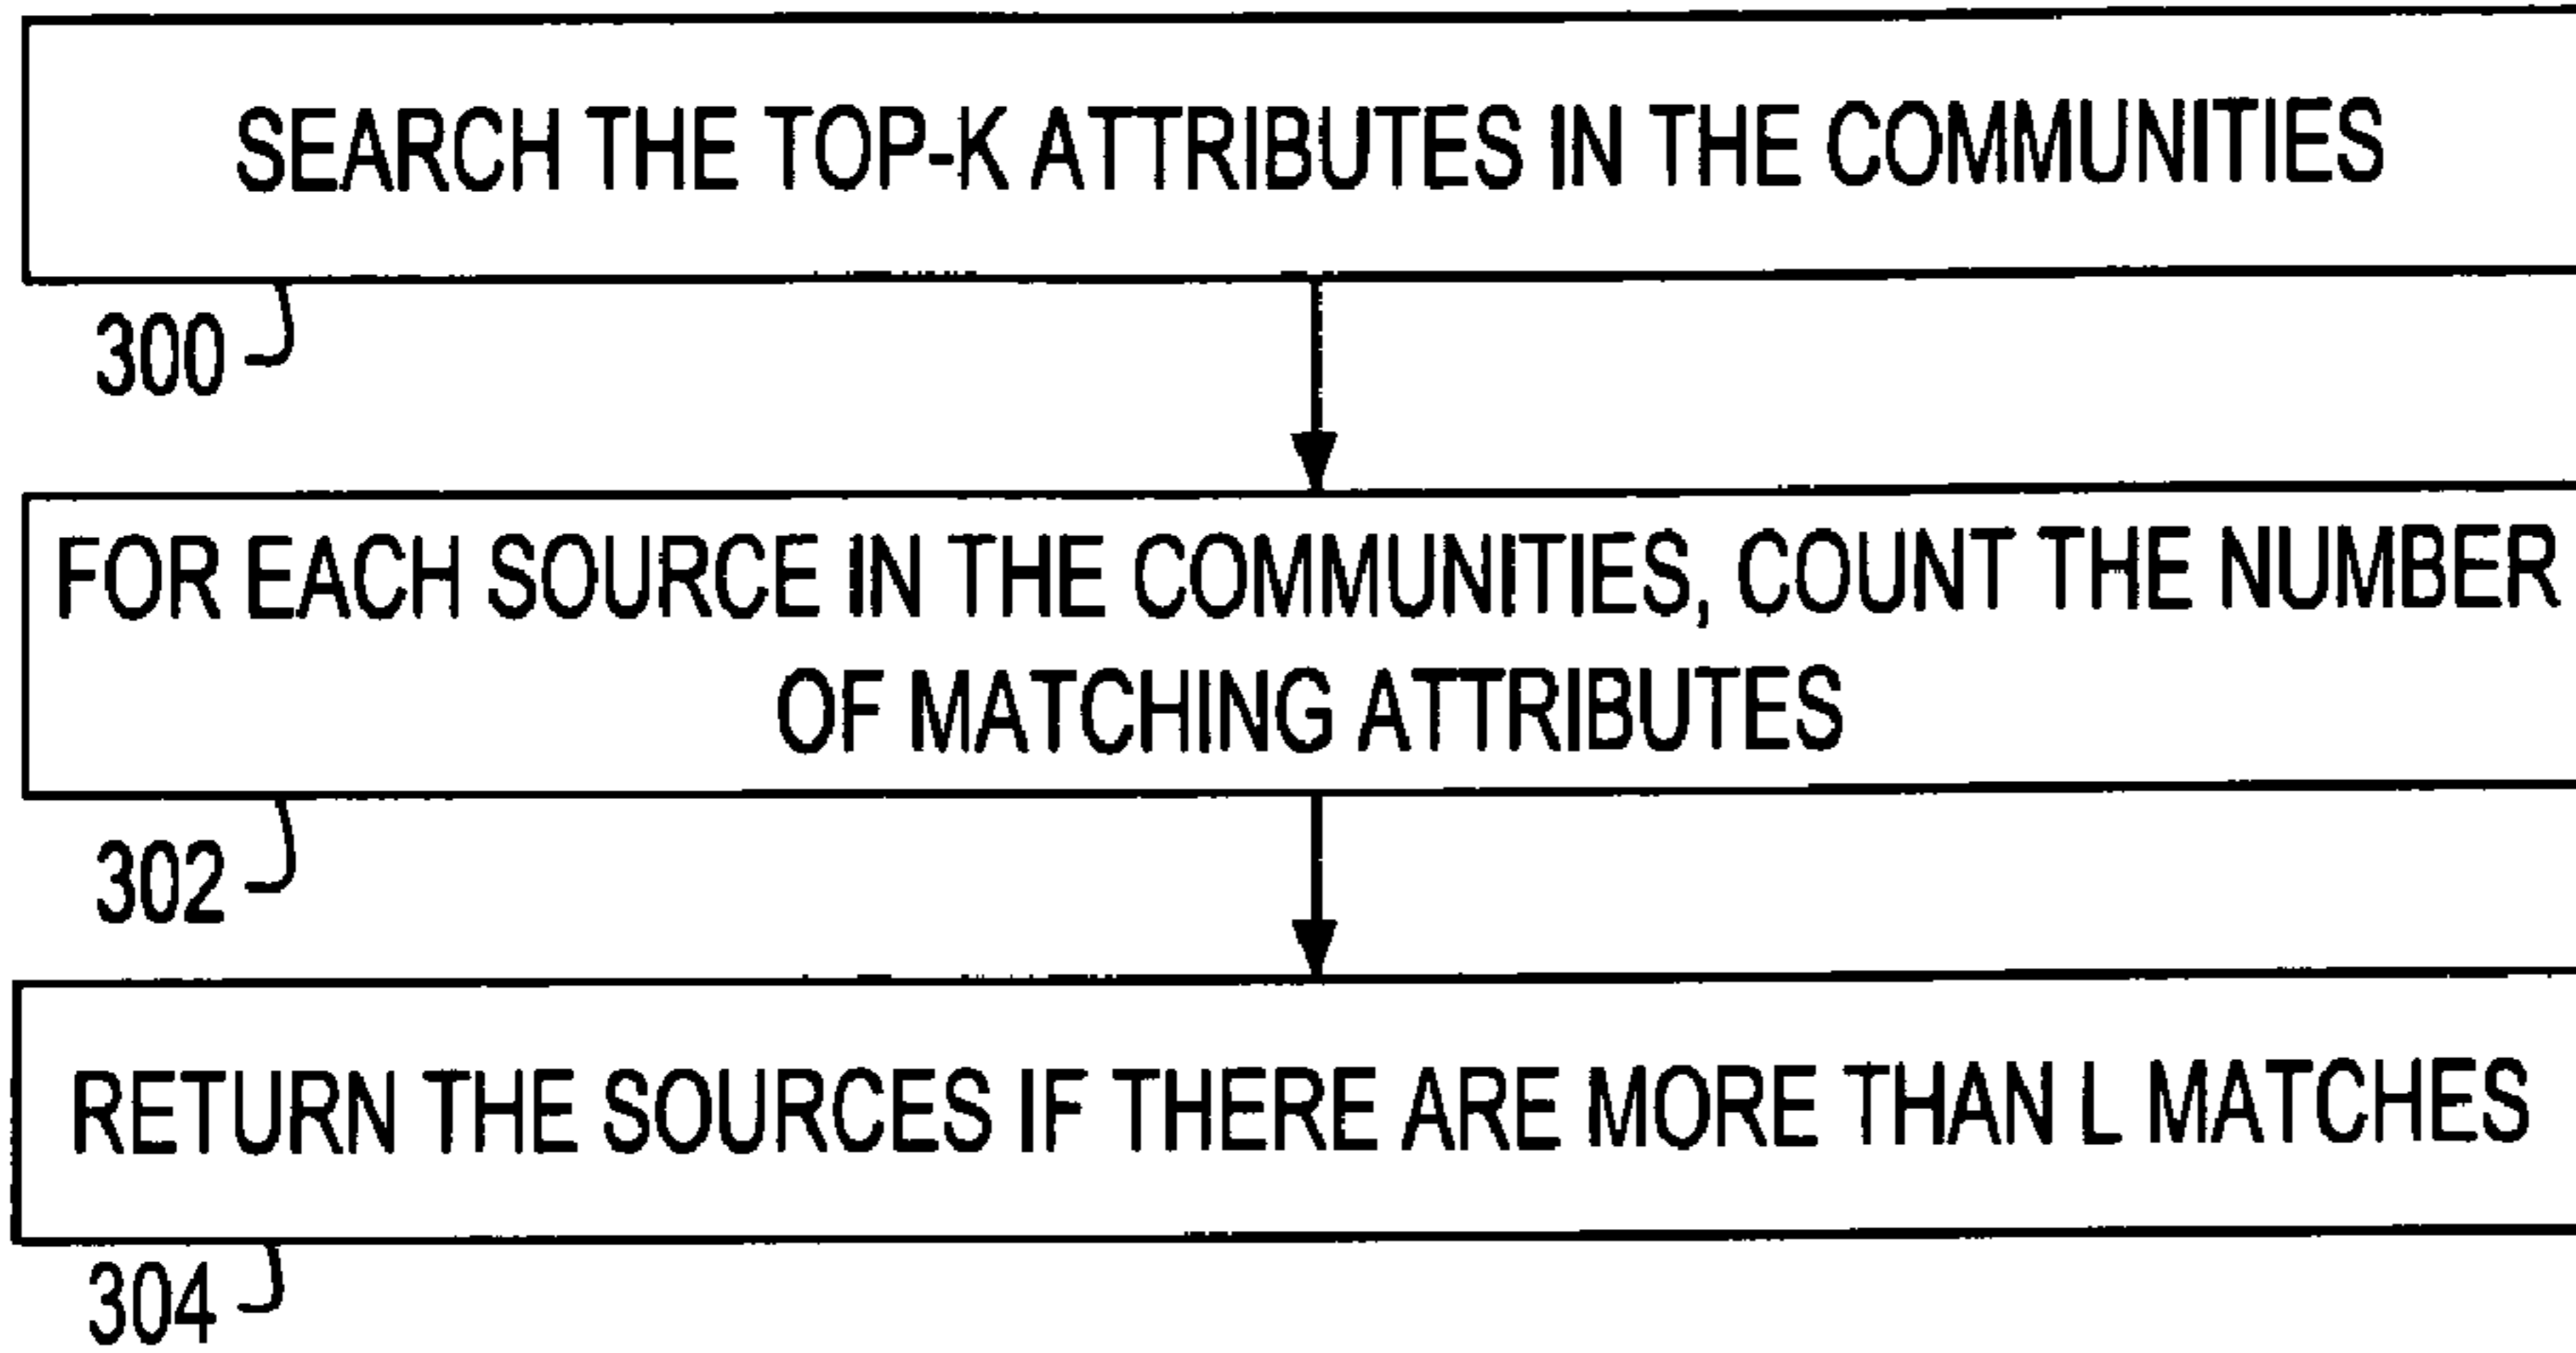 SEARCH THE TOP-K ATTRIBUTES IN THE COMMUNITIES
300
FOR EACH SOURCE IN THE COMMUNITIES, COUNT THE NUMBER
OF MATCHING ATTRIBUTES
302
RETURN THE SOURCES IF THERE ARE MORE THAN L MATCHES
304